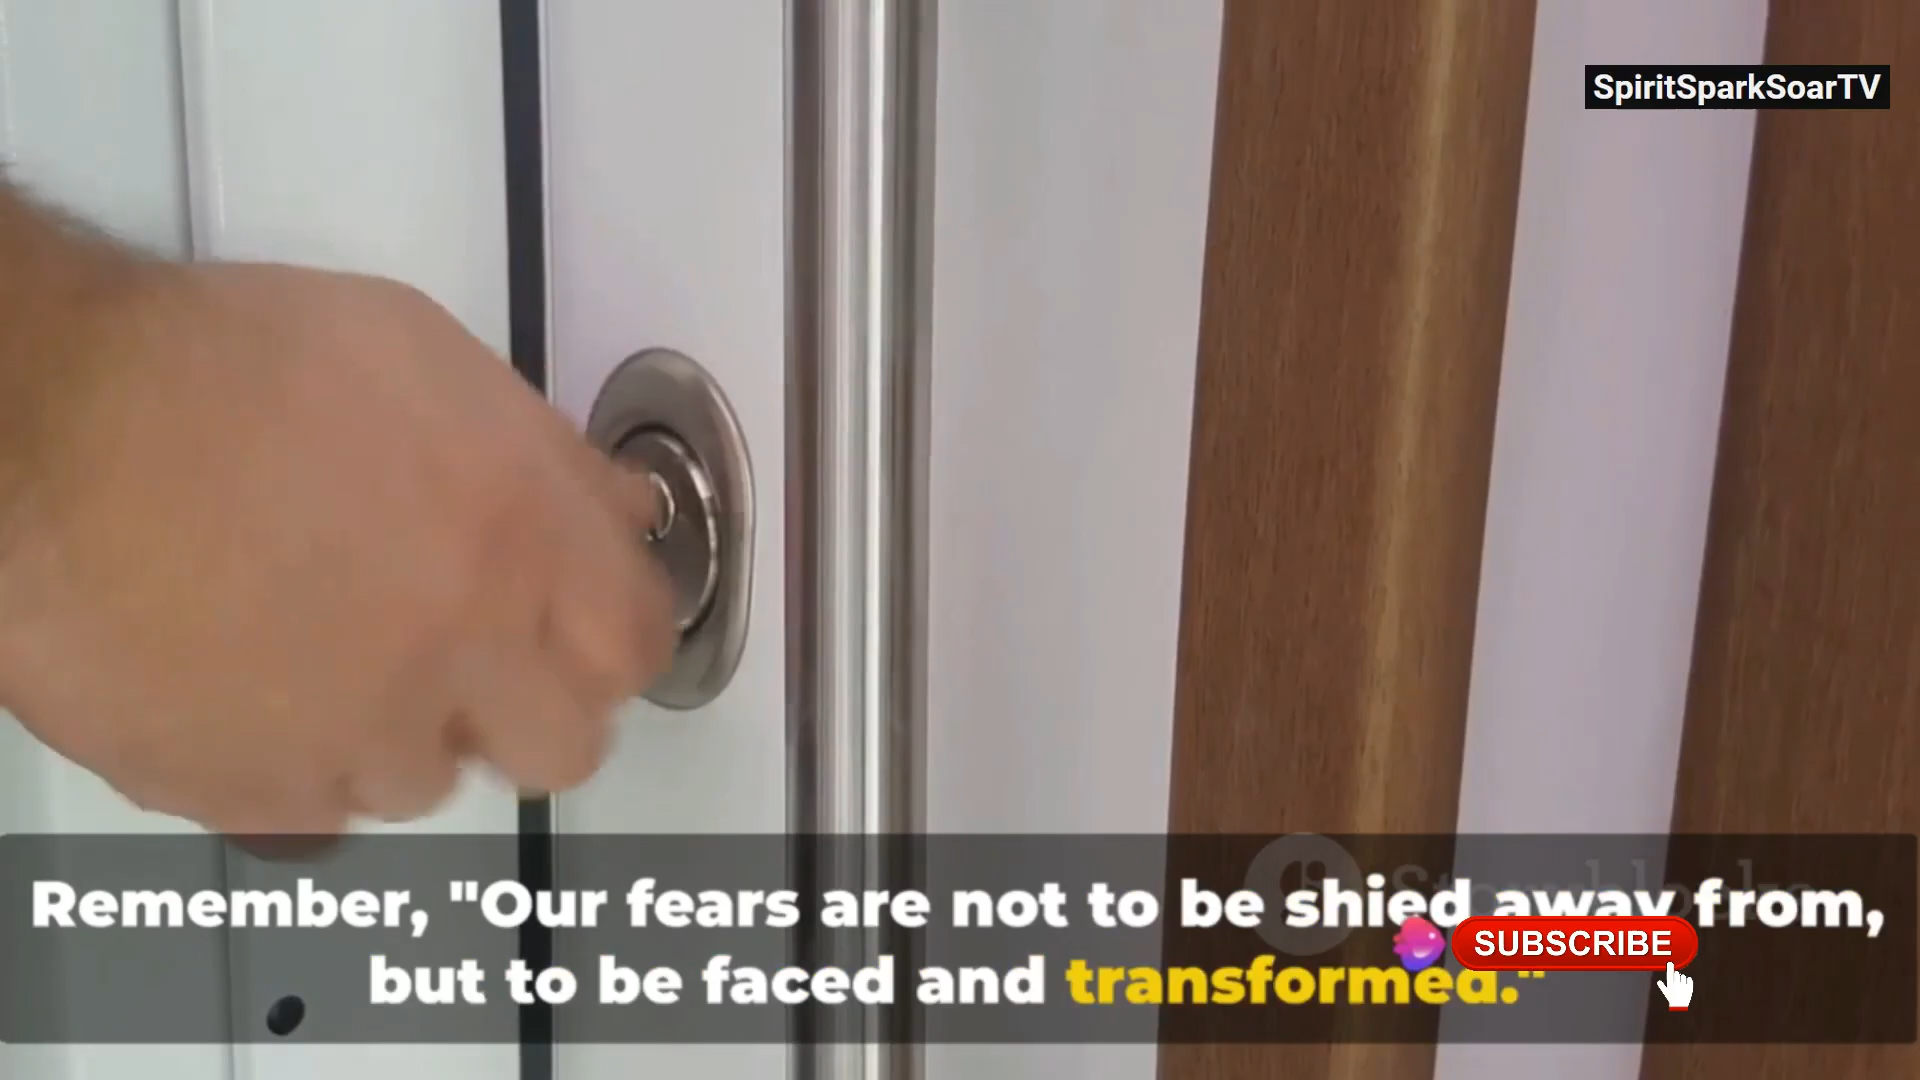 SpiritSparkSoarTV
Remember, "Our fears are not to be shied away from,
SUBSCRIBE
but to be faced and transformed."